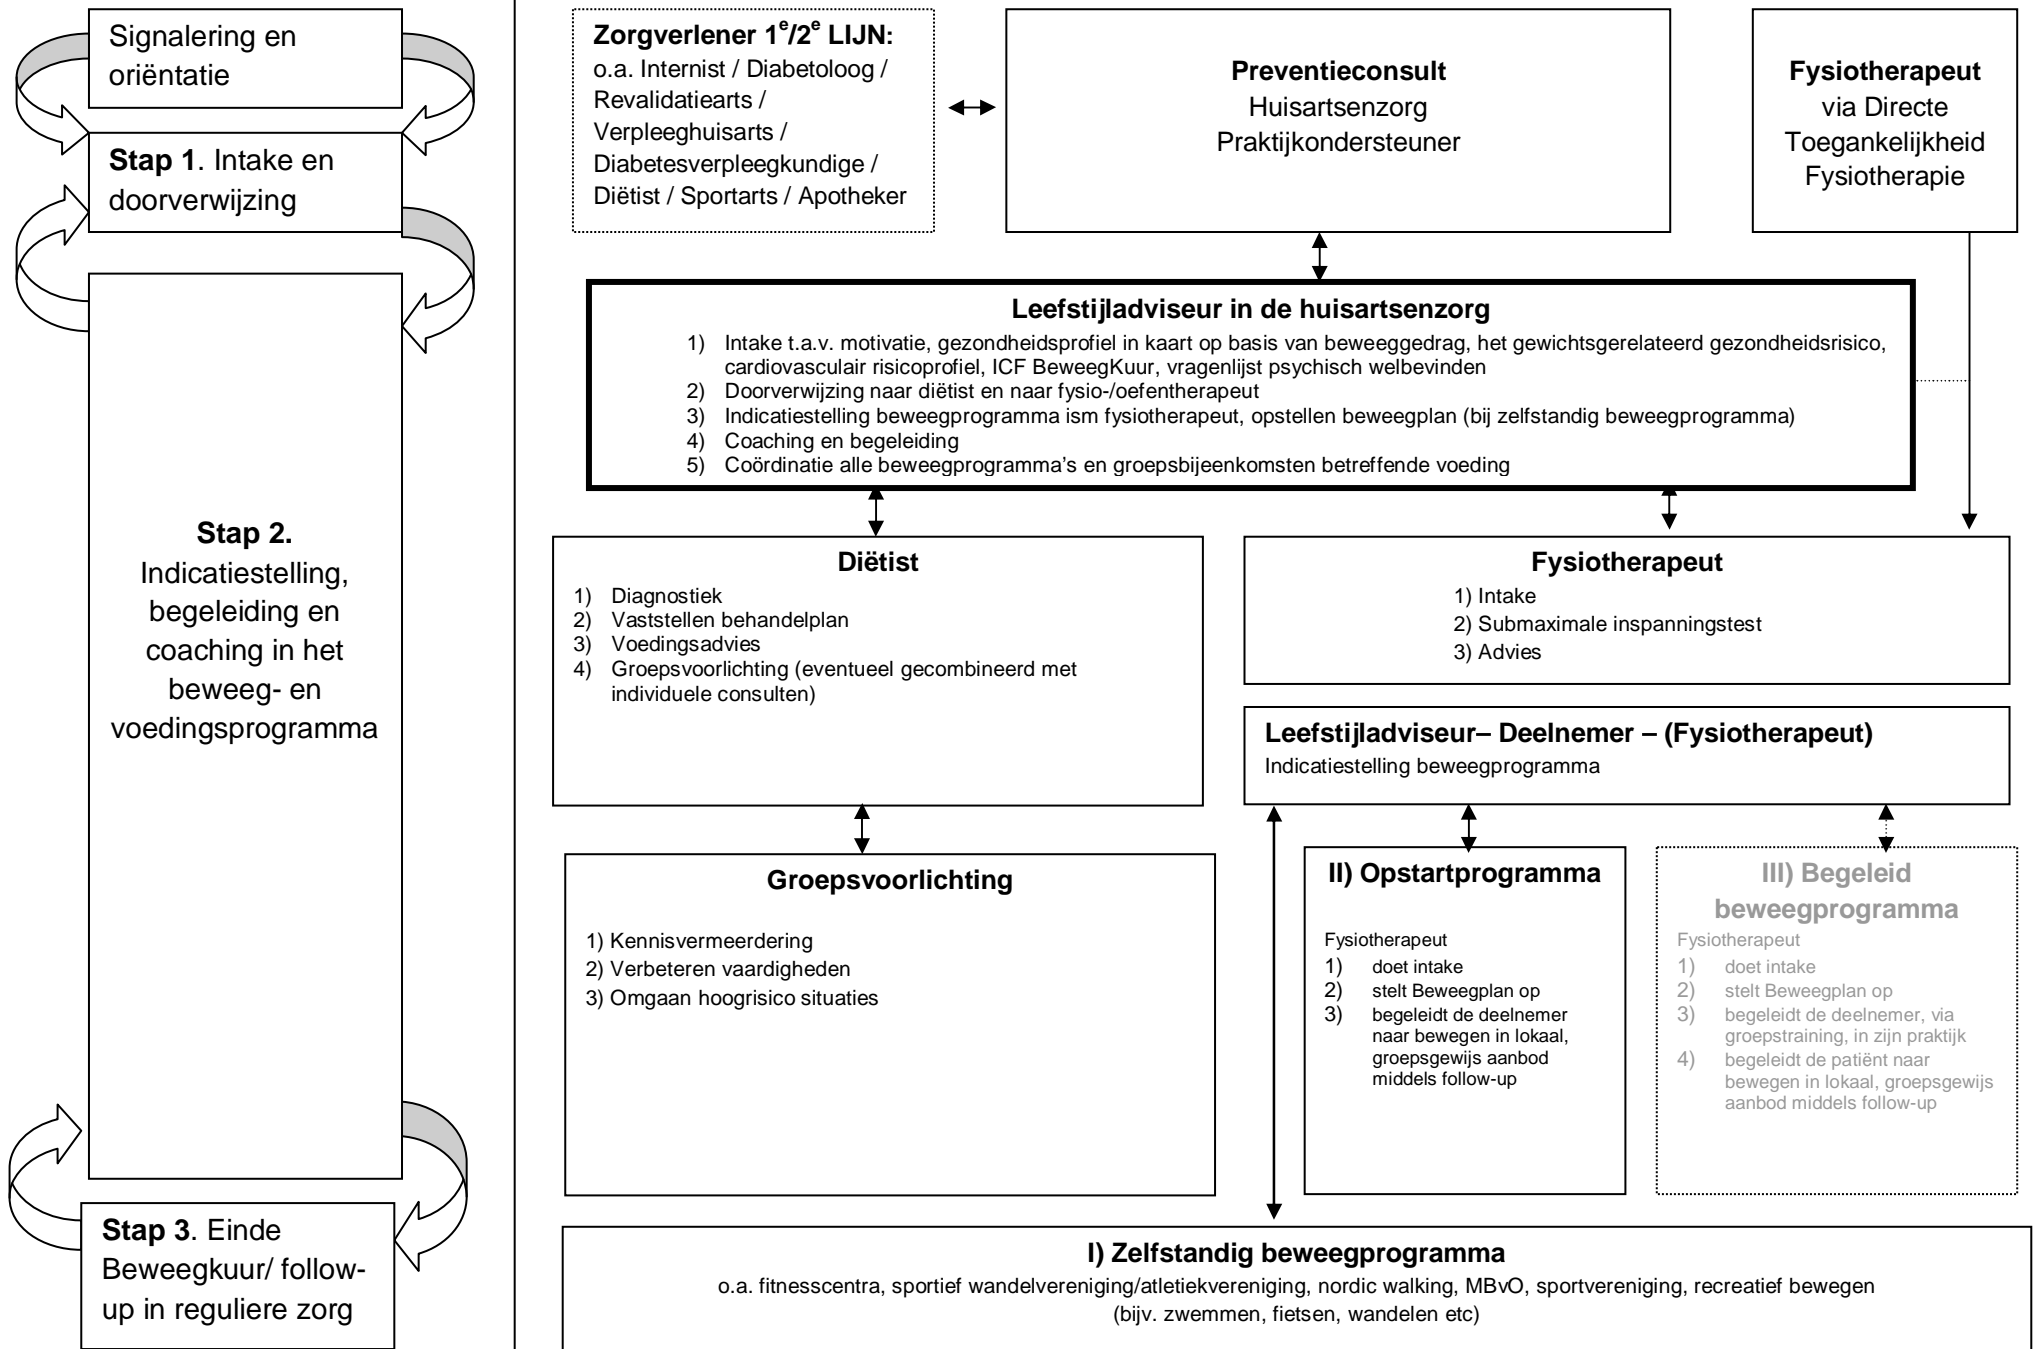 Signalering en
oriëntatie
Stap 1. Intake en
doorverwijzing
Stap 2.
Indicatiestelling,
begeleiding en
coaching in het
beweeg- en
voedingsprogramma
Stap 3. Einde
Beweegkuur/ follow-
up in reguliere zorg
Zorgverlener 1e/2e LIJN:
o.a. Internist / Diabetoloog /
Revalidatiearts /
Verpleeghuisarts /
Diabetesverpleegkundige /
Diëtist / Sportarts / Apotheker
Preventieconsult
Huisartsenzorg
Praktijkondersteuner
Fysiotherapeut
via Directe
Toegankelijkheid
Fysiotherapie
Leefstijladviseur in de huisartsenzorg
1) Intake t.a.v. motivatie, gezondheidsprofiel in kaart op basis van beweeggedrag, het gewichtsgerelateerd gezondheidsrisico,
cardiovasculair risicoprofiel, ICF BeweegKuur, vragenlijst psychisch welbevinden
2) Doorverwijzing naar diëtist en naar fysio-/oefentherapeut
3) Indicatiestelling beweegprogramma ism fysiotherapeut, opstellen beweegplan (bij zelfstandig beweegprogramma)
4) Coaching en begeleiding
5) Coördinatie alle beweegprogramma's en groepsbijeenkomsten betreffende voeding
Diëtist
1) Diagnostiek
2) Vaststellen behandelplan
3) Voedingsadvies
4) Groepsvoorlichting (eventueel gecombineerd met
individuele consulten)
Fysiotherapeut
1) Intake
2) Submaximale inspanningstest
3) Advies
Leefstijladviseur– Deelnemer – (Fysiotherapeut)
Indicatiestelling beweegprogramma
Groepsvoorlichting
1) Kennisvermeerdering
2) Verbeteren vaardigheden
3) Omgaan hoogrisico situaties
II) Opstartprogramma
Fysiotherapeut
1) doet intake
2) stelt Beweegplan op
3) begeleidt de deelnemer
naar bewegen in lokaal,
groepsgewijs aanbod
middels follow-up
III) Begeleid
beweegprogramma
Fysiotherapeut
1) doet intake
2) stelt Beweegplan op
3) begeleidt de deelnemer, via
groepstraining, in zijn praktijk
4) begeleidt de patiënt naar
bewegen in lokaal, groepsgewijs
aanbod middels follow-up
I) Zelfstandig beweegprogramma
o.a. fitnesscentra, sportief wandelvereniging/atletiekvereniging, nordic walking, MBvO, sportvereniging, recreatief bewegen
(bijv. zwemmen, fietsen, wandelen etc)